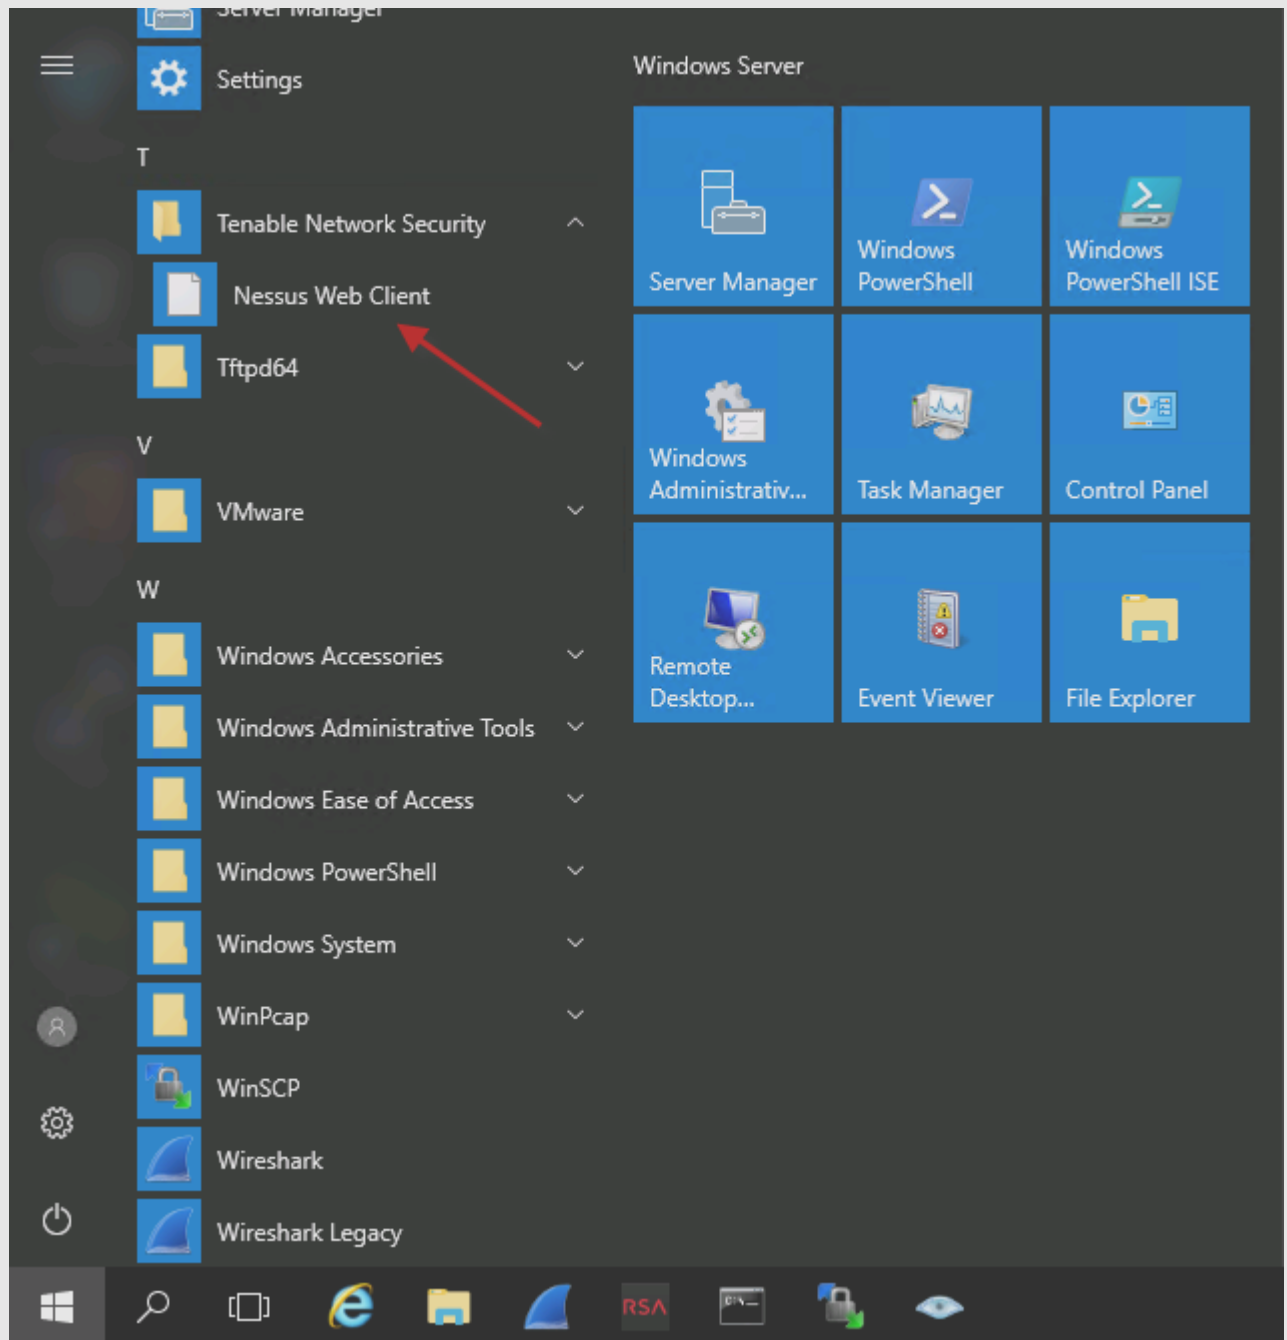 Server Manager
Settings
T
Tenable Network Security
Nessus Web Client
Tftpd64
V
VMware
W
Windows Accessories
Windows Administrative Tools
Windows Ease of Access
Windows PowerShell
Windows System
WinPcap
WinSCP
Wireshark
Wireshark Legacy
Windows Server
Server Manager
Windows
PowerShell
Windows
PowerShell ISE
Windows
Administrativ...
Task Manager
Control Panel
Remote
Desktop...
Event Viewer
File Explorer
RSA